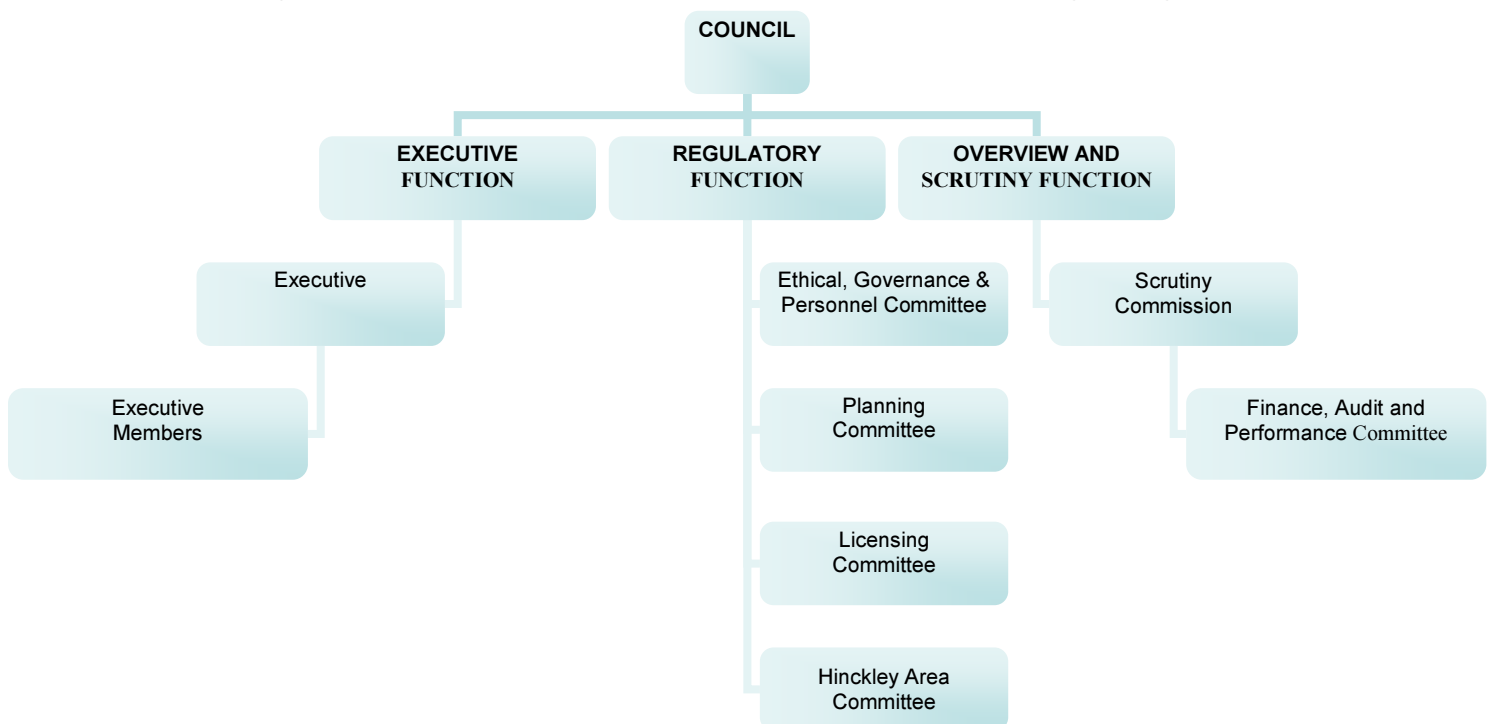 COUNCIL
EXECUTIVE
FUNCTION
REGULATORY
FUNCTION
OVERVIEW AND
SCRUTINY FUNCTION
Executive
Ethical, Governance &
Personnel Committee
Scrutiny
Commission
Executive
Members
Planning
Committee
Finance, Audit and
Performance Committee
Licensing
Committee
Hinckley Area
Committee